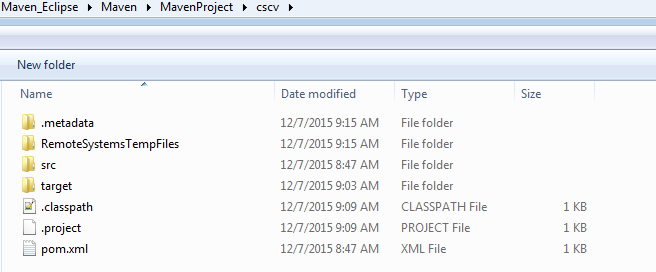 Maven_Eclipse Maven MavenProject cscv
New folder
Name Date modified Type Size
.metadata 12/7/2015 9:15 AM File folder
RemoteSystemsTempFiles 12/7/2015 9:15 AM File folder
src 12/7/2015 8:47 AM File folder
target 12/7/2015 9:03 AM File folder
.classpath 12/7/2015 9:09 AM CLASSPATH File 1 KB
.project 12/7/2015 9:09 AM PROJECT File 1 KB
pom.xml 12/7/2015 8:47 AM XML File 1 KB